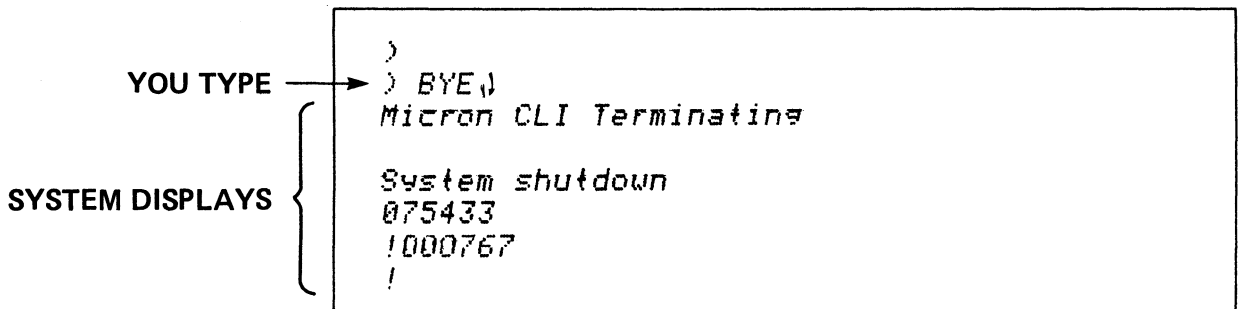 )
YOU TYPE ) BYE↵
Micron CLI Terminating
System shutdown
SYSTEM DISPLAYS
075433
!000767
!